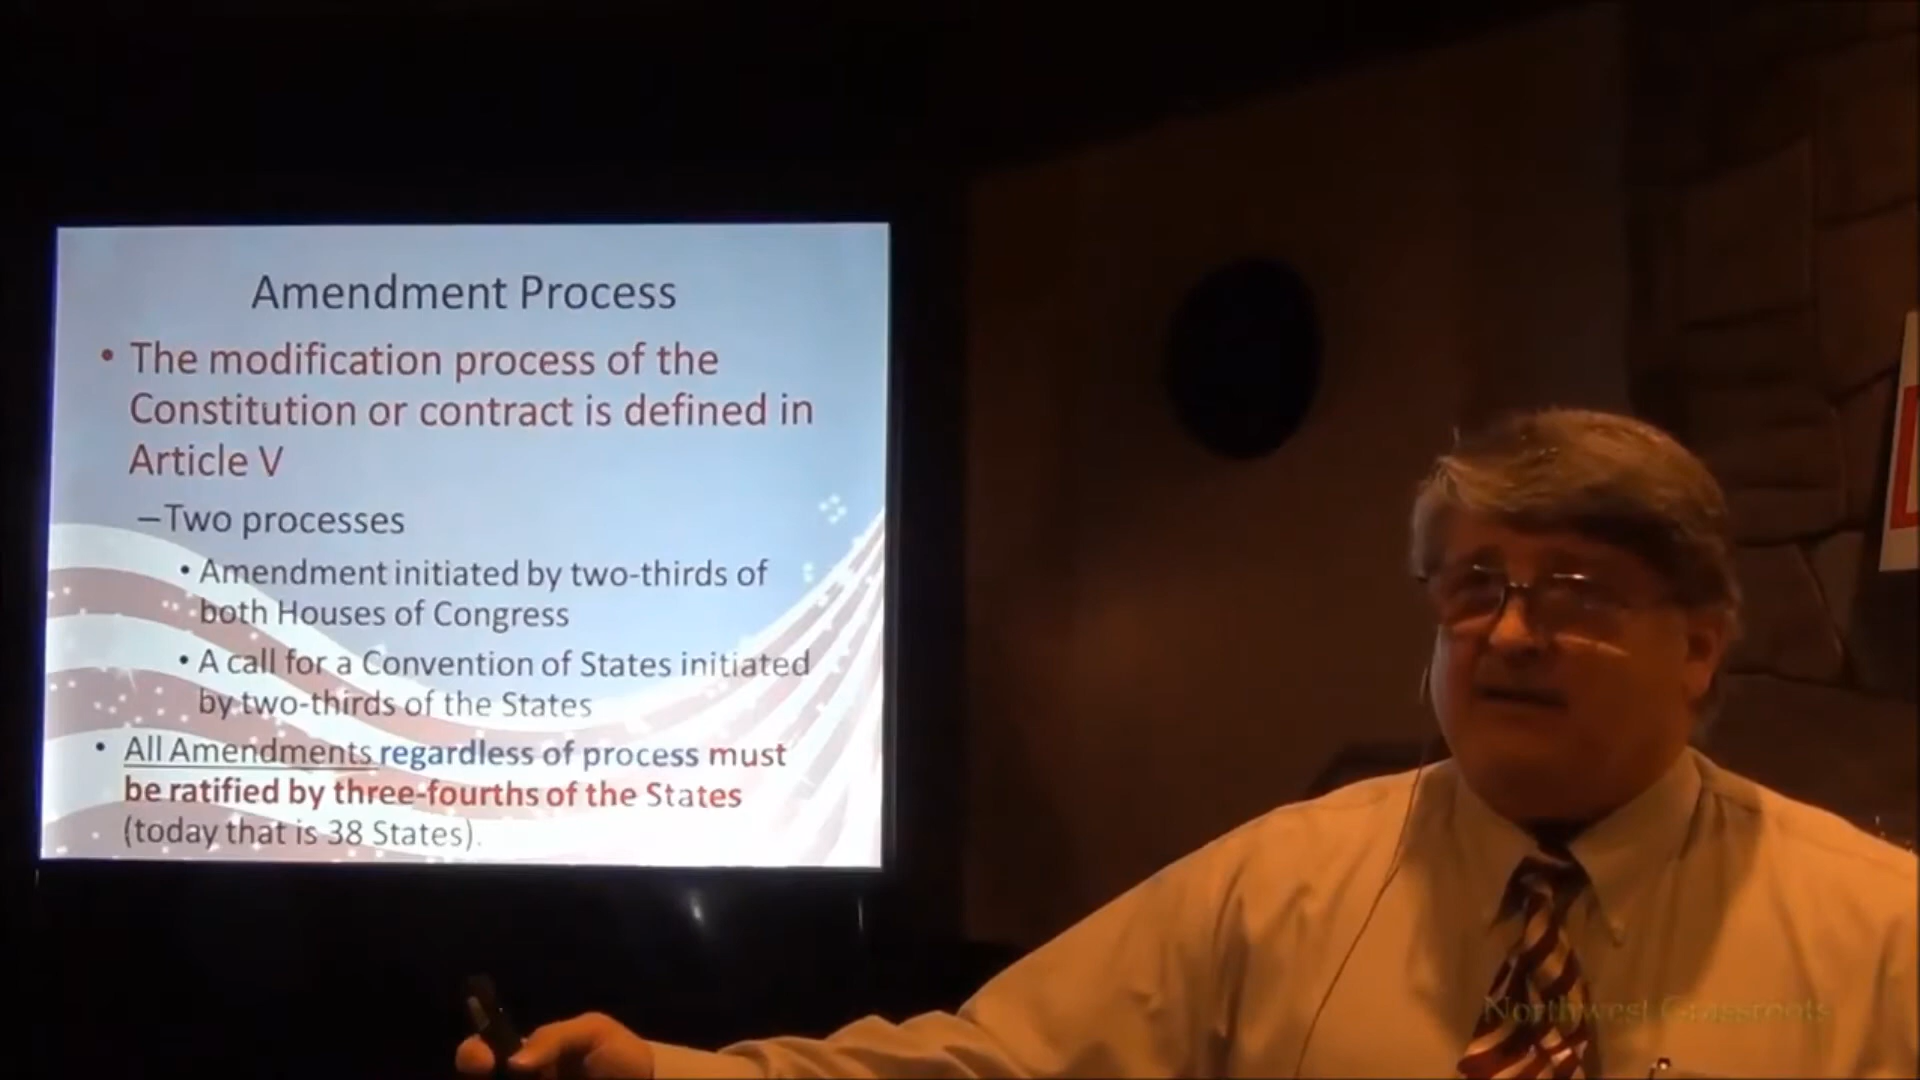 Amendment Process
• The modification process of the
Constitution or contract is defined in
Article V
–Two processes
• Amendment initiated by two-thirds of
both Houses of Congress
• A call for a Convention of States initiated
by two-thirds of the States
• All Amendments regardless of process must
be ratified by three-fourths of the States
(today that is 38 States).
Northwest Grassroots